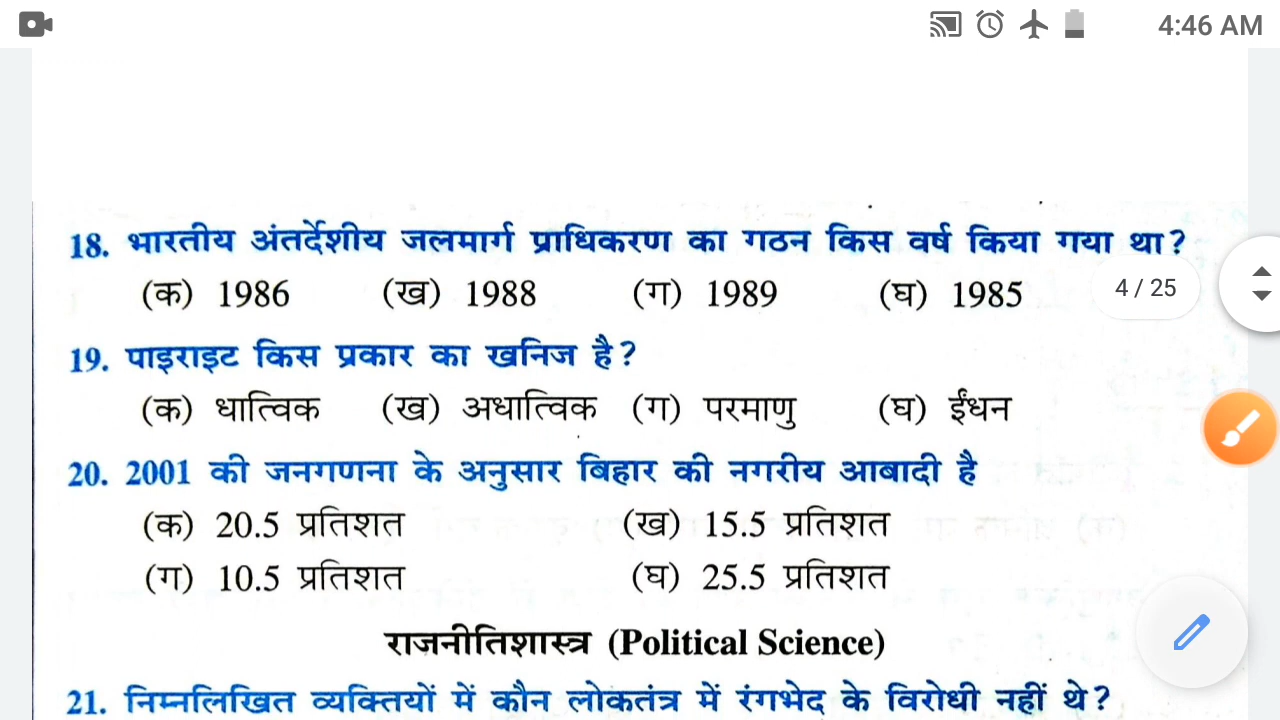 4:46 AM
18. भारतीय अंतर्देशीय जलमार्ग प्राधिकरण का गठन किस वर्ष किया गया था?
(क) 1986 (ख) 1988 (ग) 1989 (घ) 1985
4 / 25
19. पाइराइट किस प्रकार का खनिज है?
(क) धात्विक (ख) अधात्विक (ग) परमाणु (घ) ईंधन
20. 2001 की जनगणना के अनुसार बिहार की नगरीय आबादी है
(क) 20.5 प्रतिशत (ख) 15.5 प्रतिशत
(ग) 10.5 प्रतिशत (घ) 25.5 प्रतिशत
राजनीतिशास्त्र (Political Science)
21. निम्नलिखित व्यक्तियों में कौन लोकतंत्र में रंगभेद के विरोधी नहीं थे?